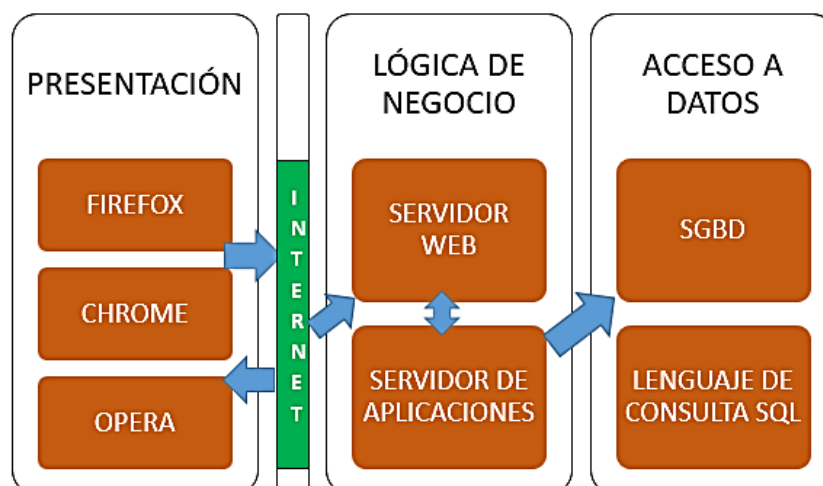 PRESENTACIÓN
FIREFOX
CHROME
OPERA
INTERNET
LÓGICA DE
NEGOCIO
SERVIDOR
WEB
SERVIDOR DE
APLICACIONES
ACCESO A
DATOS
SGBD
LENGUAJE DE
CONSULTA SQL